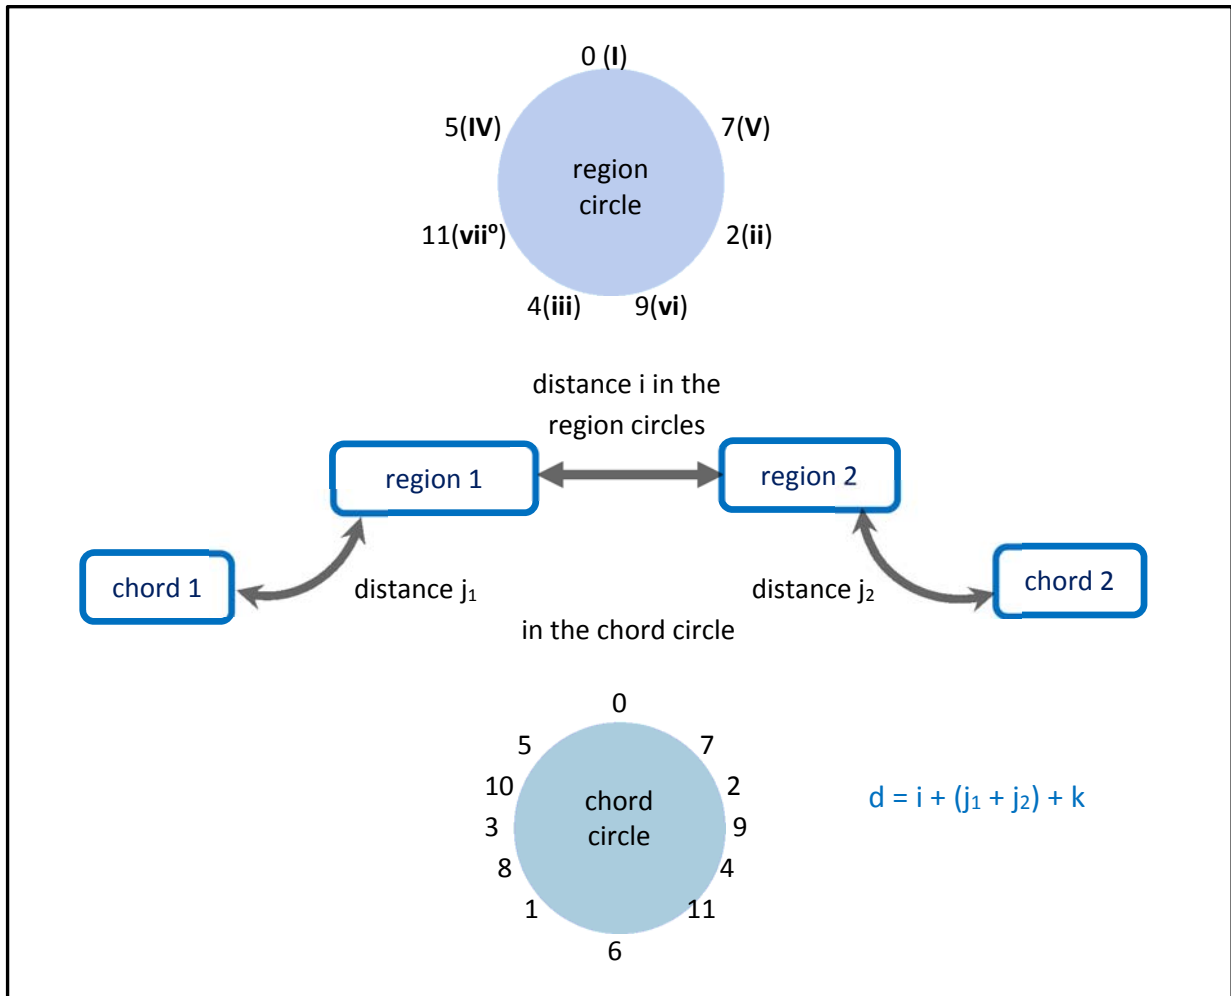 0 (I)
5(IV)
7(V)
region
circle
11(viiº)
2(ii)
4(iii)
9(vi)
distance i in the
region circles
region 1
region 2
chord 1
distance j₁
distance j₂
chord 2
in the chord circle
0
5
7
10
2
chord
circle
3
9
8
4
1
11
6
d = i + (j₁ + j₂) + k